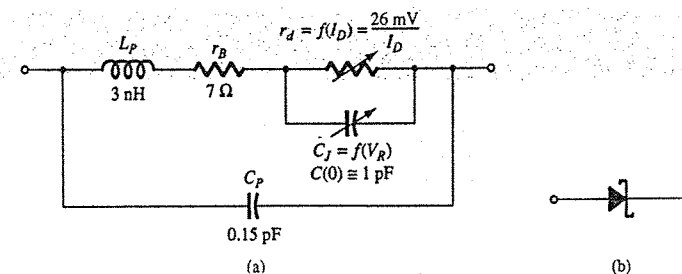 L_P
3 nH
r_B
7 Ω
r_d = f(I_D) = 26 mV / I_D
C_J = f(V_R)
C(0) ≅ 1 pF
C_P
0.15 pF
(a)
(b)